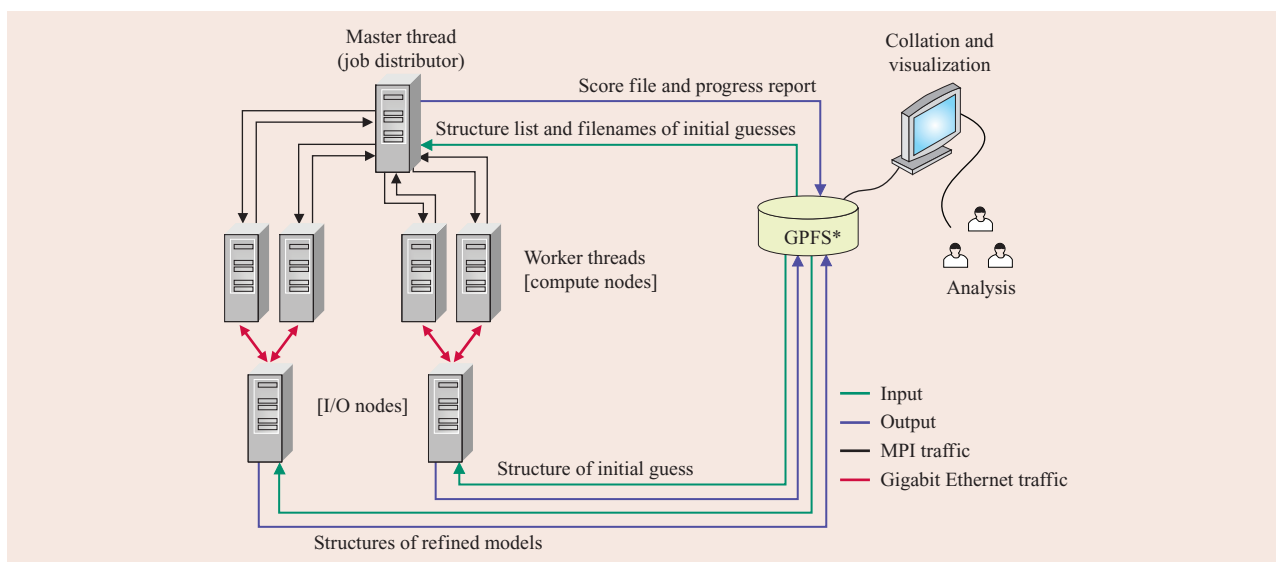 Master thread
(job distributor)
Collation and
visualization
Score file and progress report
Structure list and filenames of initial guesses
GPFS*
Worker threads
[compute nodes]
Analysis
[I/O nodes]
Input
Output
MPI traffic
Gigabit Ethernet traffic
Structure of initial guess
Structures of refined models